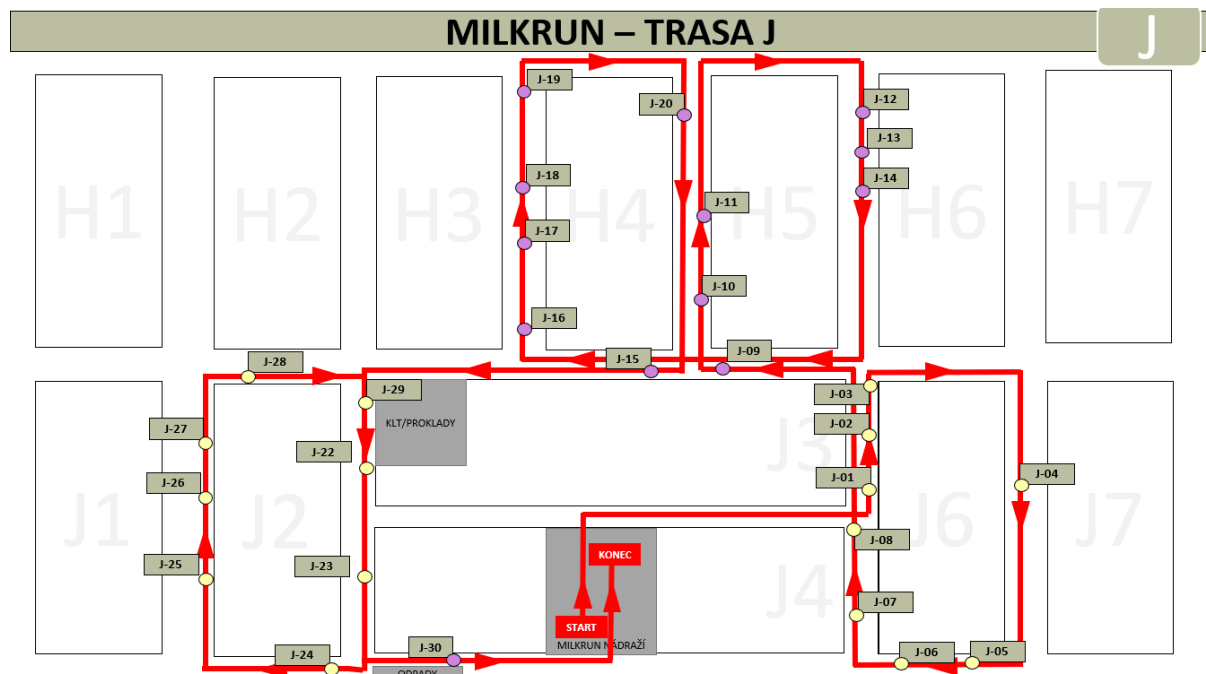 MILKRUN – TRASA J
J
J-19
J-20
J-12
J-13
J-14
J-18
J-11
H1
H2
H3
H4
H5
H6
H7
J-17
J-10
J-16
J-15
J-09
J-28
J-29
J-03
KLT/PROKLADY
J-02
J-27
J-22
J3
J-01
J-04
J-26
J1
J2
J6
J7
J-08
J-25
J-23
KONEC
J4
J-07
START
MILKRUN NÁDRAŽÍ
J-24
J-30
J-06
J-05
ODPADY